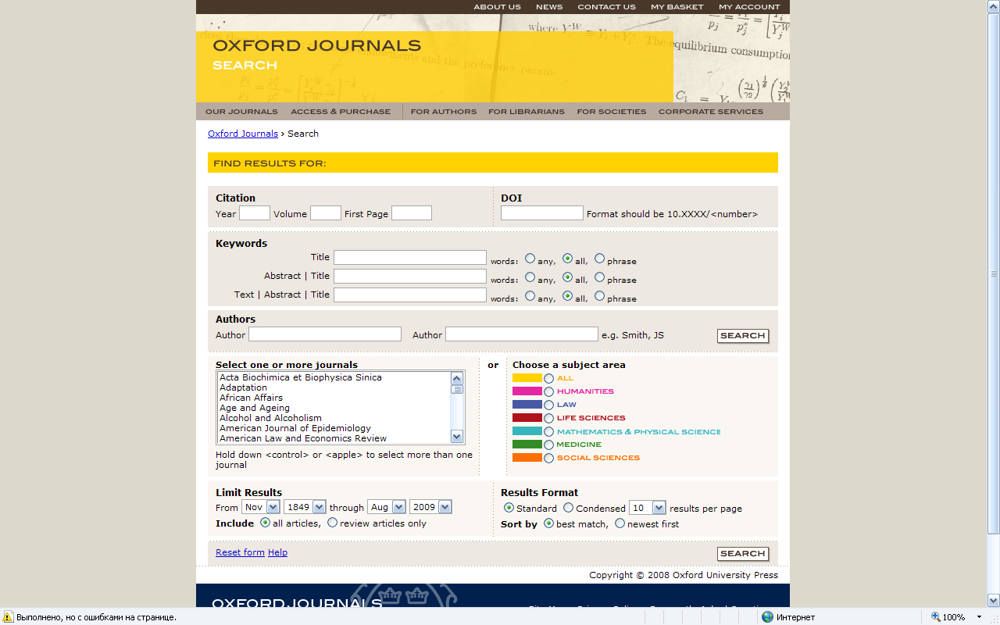 ABOUT US NEWS CONTACT US MY BASKET MY ACCOUNT
where
The equilibrium consumption
OXFORD JOURNALS
SEARCH
and the preference param-
OUR JOURNALS ACCESS & PURCHASE FOR AUTHORS FOR LIBRARIANS FOR SOCIETIES CORPORATE SERVICES
Oxford Journals > Search
FIND RESULTS FOR:
Citation DOI
Year Volume First Page Format should be 10.XXXX/<number>
Keywords
Title words: any, all, phrase
Abstract | Title words: any, all, phrase
Text | Abstract | Title words: any, all, phrase
Authors
Author Author e.g. Smith, JS SEARCH
Select one or more journals or Choose a subject area
Acta Biochimica et Biophysica Sinica
Adaptation
African Affairs
Age and Ageing
Alcohol and Alcoholism
American Journal of Epidemiology
American Law and Economics Review
Hold down <control> or <apple> to select more than one
journal
ALL
HUMANITIES
LAW
LIFE SCIENCES
MATHEMATICS & PHYSICAL SCIENCE
MEDICINE
SOCIAL SCIENCES
Limit Results
From Nov 1849 through Aug 2009
Include all articles, review articles only
Results Format
Standard Condensed 10 results per page
Sort by best match, newest first
Reset form Help SEARCH
Copyright © 2008 Oxford University Press
OXFORD JOURNALS
Выполнено, но с ошибками на странице. Интернет 100%